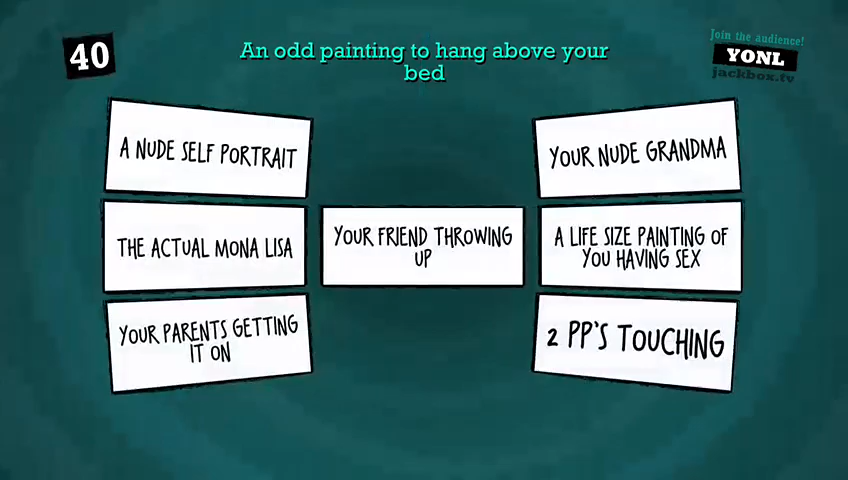 40
An odd painting to hang above your
bed
Join the audience!
YONL
jackbox.tv
A NUDE SELF PORTRAIT
YOUR NUDE GRANDMA
THE ACTUAL MONA LISA
YOUR FRIEND THROWING
UP
A LIFE SIZE PAINTING OF
YOU HAVING SEX
YOUR PARENTS GETTING
IT ON
2 PP'S TOUCHING